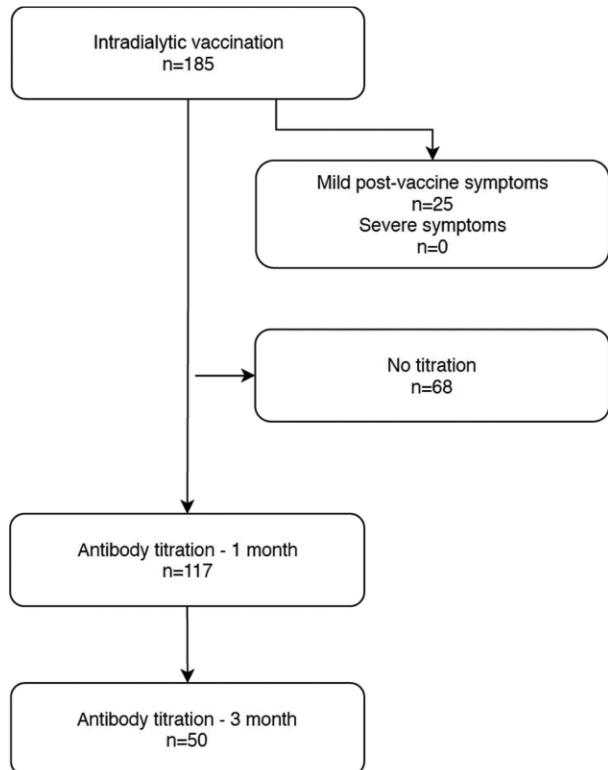 Intradialytic vaccination
n=185
Mild post-vaccine symptoms
n=25
Severe symptoms
n=0
No titration
n=68
Antibody titration - 1 month
n=117
Antibody titration - 3 month
n=50